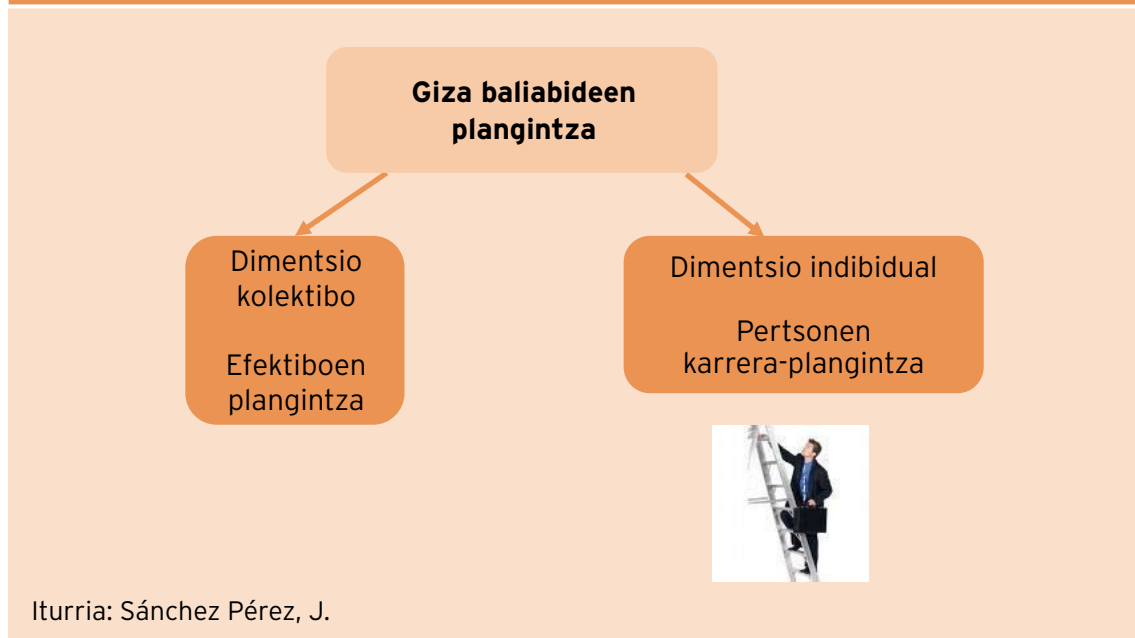 Giza baliabideen
plangintza
Dimentsio
kolektibo
Efektiboen
plangintza
Dimentsio indibidual
Pertsonen
karrera-plangintza
Iturria: Sánchez Pérez, J.